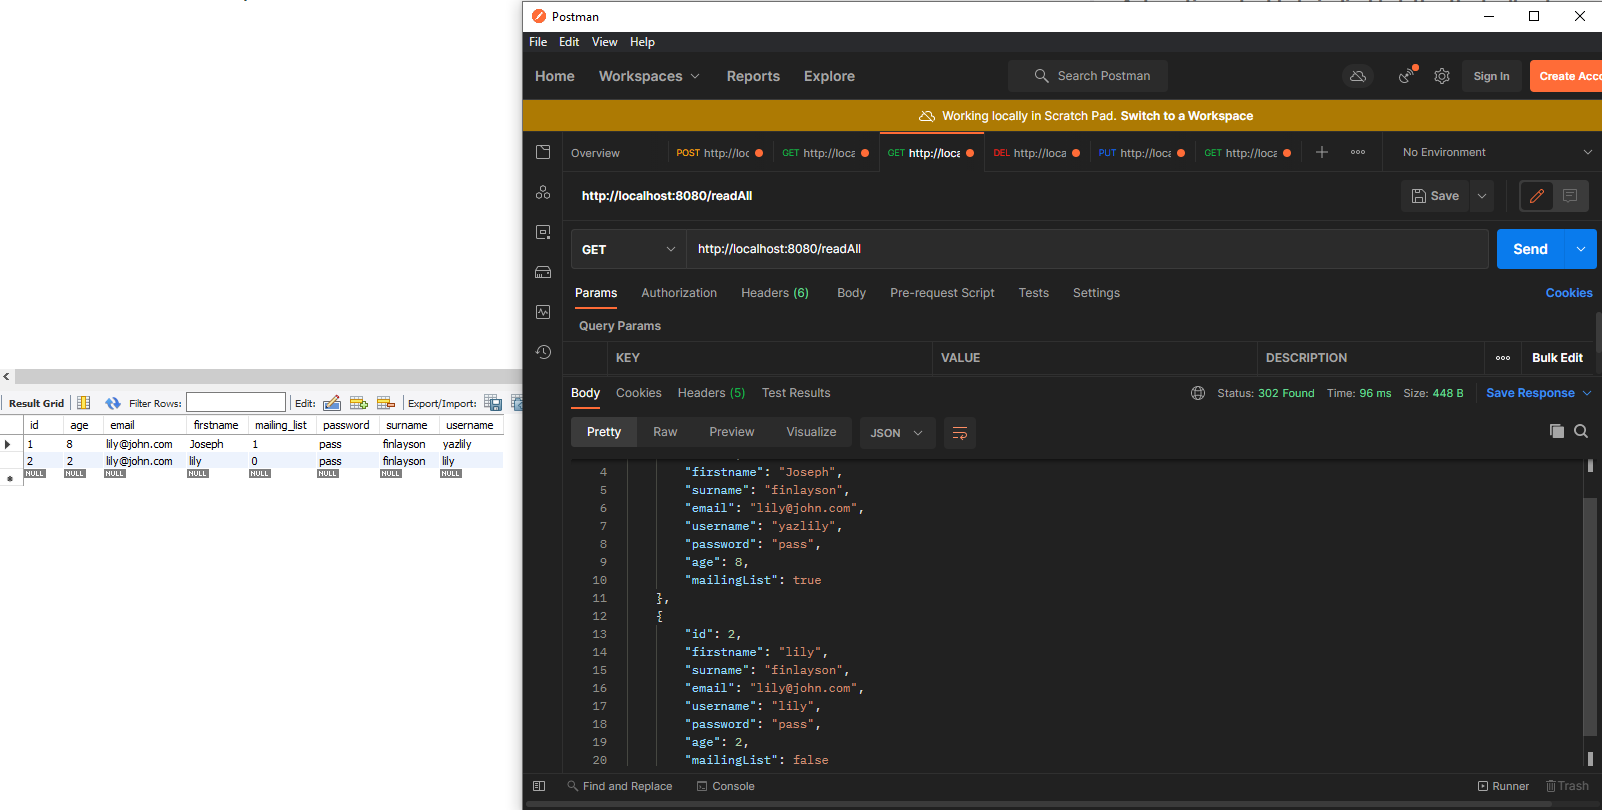 Postman
File Edit View Help
Home Workspaces Reports Explore Search Postman Sign In Create Acco
Working locally in Scratch Pad. Switch to a Workspace
Overview POST http://loc GET http://loca GET http://loca DEL http://loca PUT http://loca GET http://loca No Environment
http://localhost:8080/readAll Save
GET http://localhost:8080/readAll Send
Params Authorization Headers (6) Body Pre-request Script Tests Settings Cookies
Query Params
KEY VALUE DESCRIPTION Bulk Edit
Body Cookies Headers (5) Test Results Status: 302 Found Time: 96 ms Size: 448 B Save Response
Pretty Raw Preview Visualize JSON
4 "firstname": "Joseph",
5 "surname": "finlayson",
6 "email": "lily@john.com",
7 "username": "yazlily",
8 "password": "pass",
9 "age": 8,
10 "mailingList": true
11 },
12 {
13 "id": 2,
14 "firstname": "lily",
15 "surname": "finlayson",
16 "email": "lily@john.com",
17 "username": "lily",
18 "password": "pass",
19 "age": 2,
20 "mailingList": false
Find and Replace Console Runner Trash
Result Grid Filter Rows: Edit: Export/Import:
id age email firstname mailing_list password surname username
1 8 lily@john.com Joseph 1 pass finlayson yazlily
2 2 lily@john.com lily 0 pass finlayson lily
NULL NULL NULL NULL NULL NULL NULL NULL